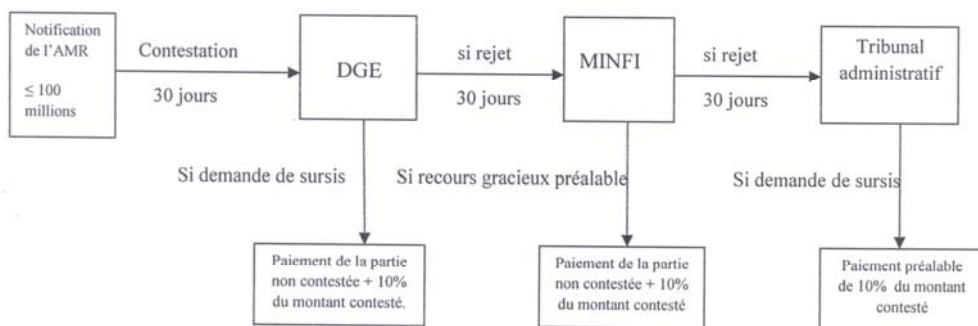 Notification
de l'AMR
≤ 100
millions
Contestation
30 jours
DGE
si rejet
30 jours
MINFI
si rejet
30 jours
Tribunal
administratif
Si demande de sursis
Si recours gracieux préalable
Si demande de sursis
Paiement de la partie
non contestée + 10%
du montant contesté.
Paiement de la partie
non contestée + 10%
du montant contesté
Paiement préalable
de 10% du montant
contesté